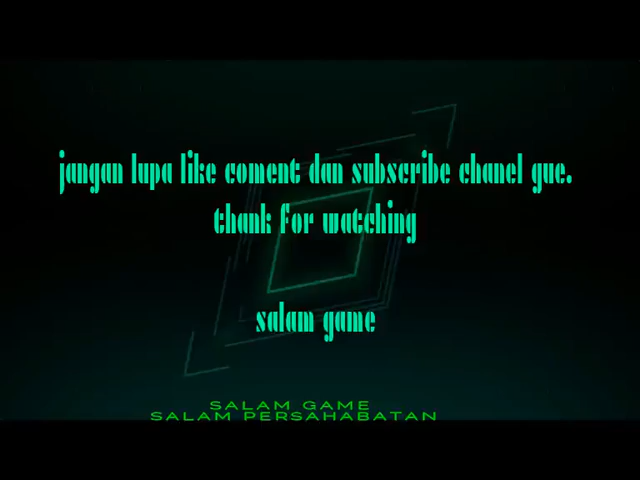 jangan lupa like coment dan subscribe chanel gue.
thank for watching
salam game
SALAM GAME
SALAM PERSAHABATAN